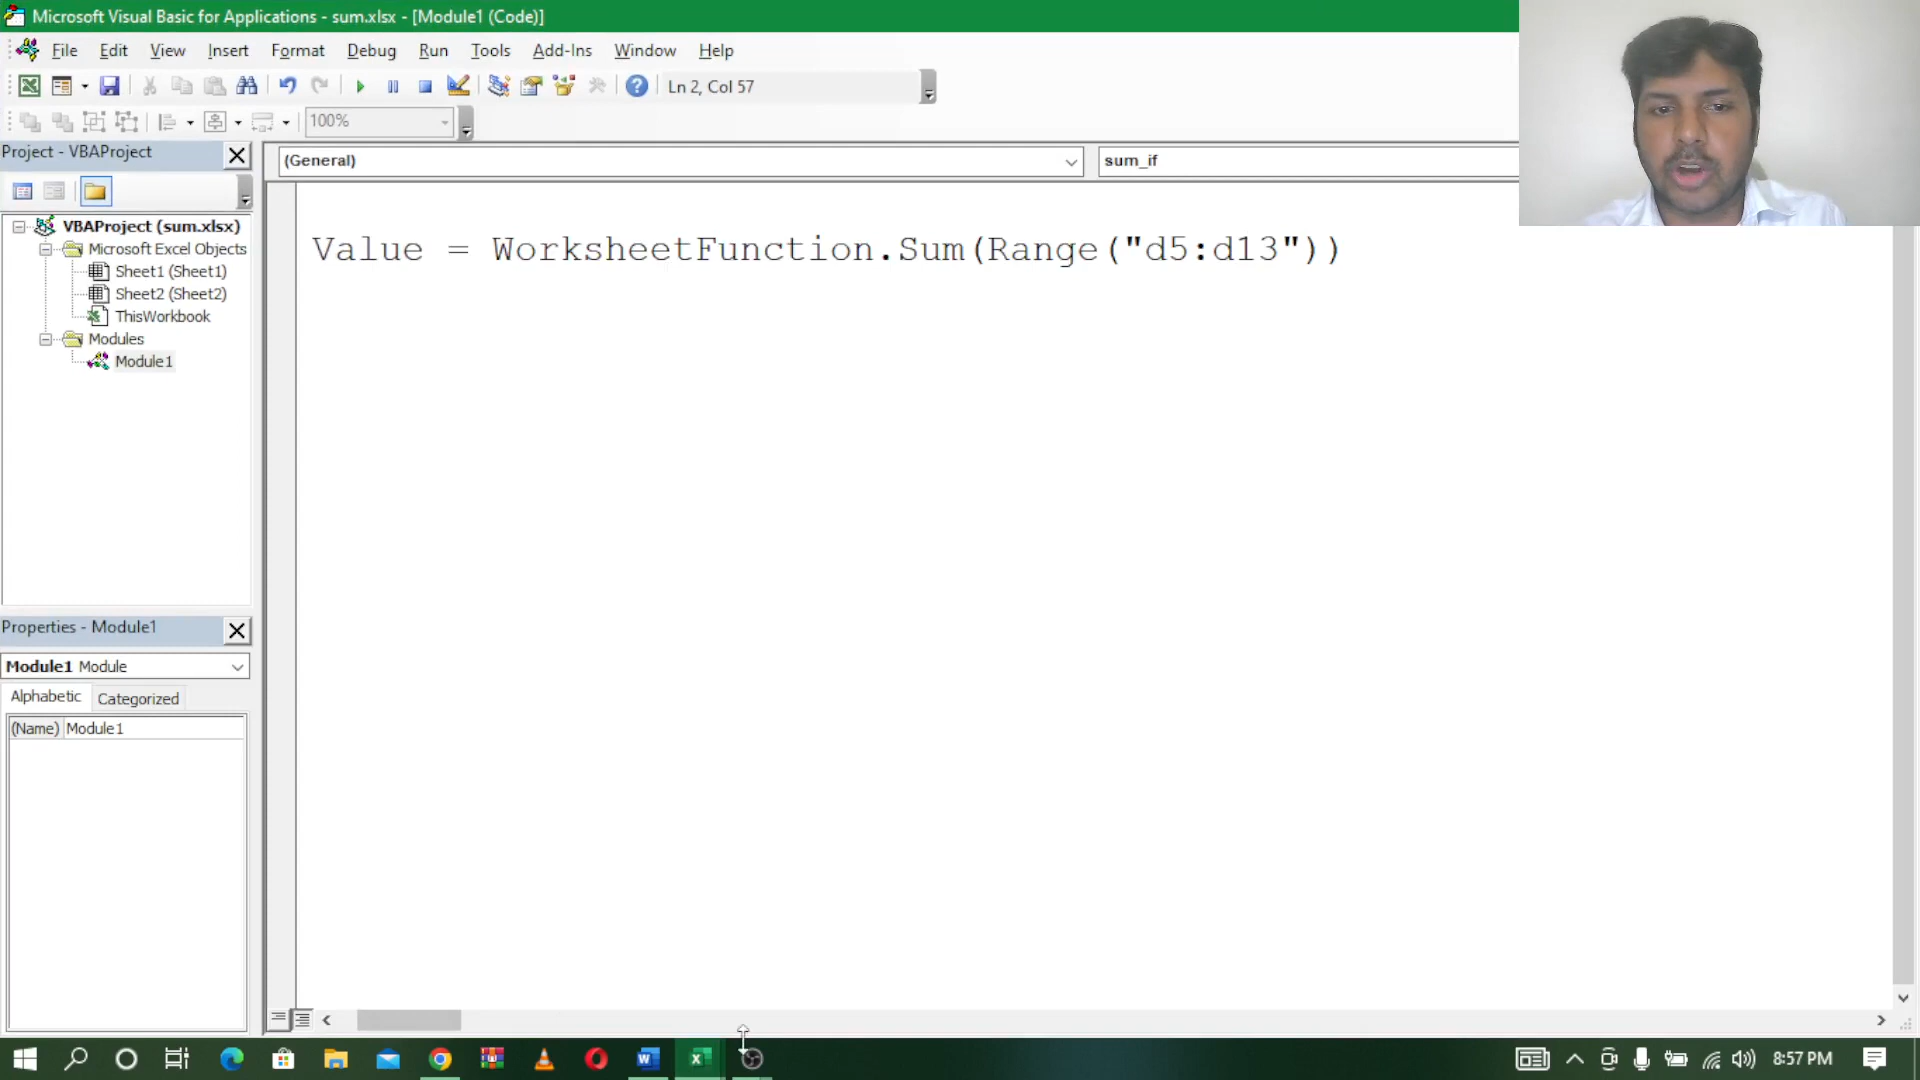 Microsoft Visual Basic for Applications - sum.xlsx - [Module1 (Code)]
File Edit View Insert Format Debug Run Tools Add-Ins Window Help
Ln 2, Col 57
100%
Project - VBAProject
(General)
sum_if
VBAProject (sum.xlsx)
Microsoft Excel Objects
Sheet1 (Sheet1)
Sheet2 (Sheet2)
ThisWorkbook
Modules
Module1
Value = WorksheetFunction.Sum(Range("d5:d13"))
Properties - Module1
Module1 Module
Alphabetic Categorized
(Name) Module1
8:57 PM